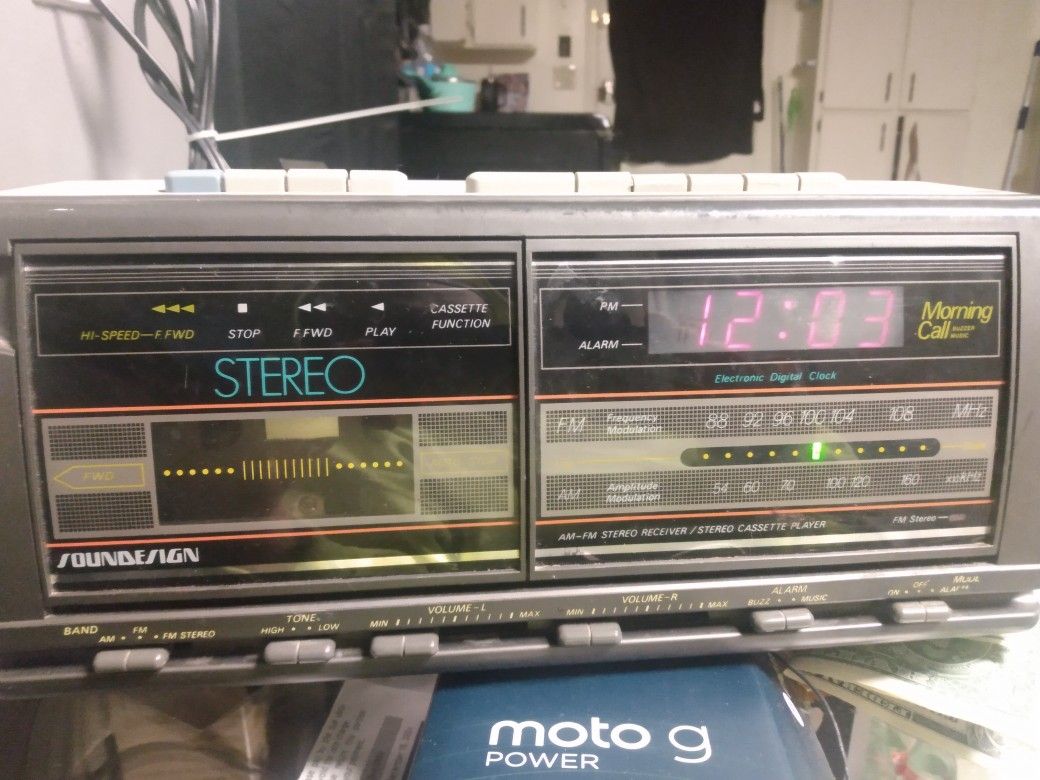 HI-SPEED—F.FWD
STOP
F.FWD
PLAY
CASSETTE
FUNCTION
STEREO
FWD
SOUNDESIGN
PM
ALARM
12:03
Morning
Call BUZZER
MUSIC
Electronic Digital Clock
FM Frequency
Modulation 88 92 96 100 104 108 MHz
AM Amplitude
Modulation 54 60 70 100 120 160
AM-FM STEREO RECEIVER / STEREO CASSETTE PLAYER
FM Stereo
BAND
AM FM FM STEREO
TONE
HIGH LOW
VOLUME-L
MIN MAX
VOLUME-R
MIN MAX
ALARM
BUZZ MUSIC
ON OFF
moto g
POWER